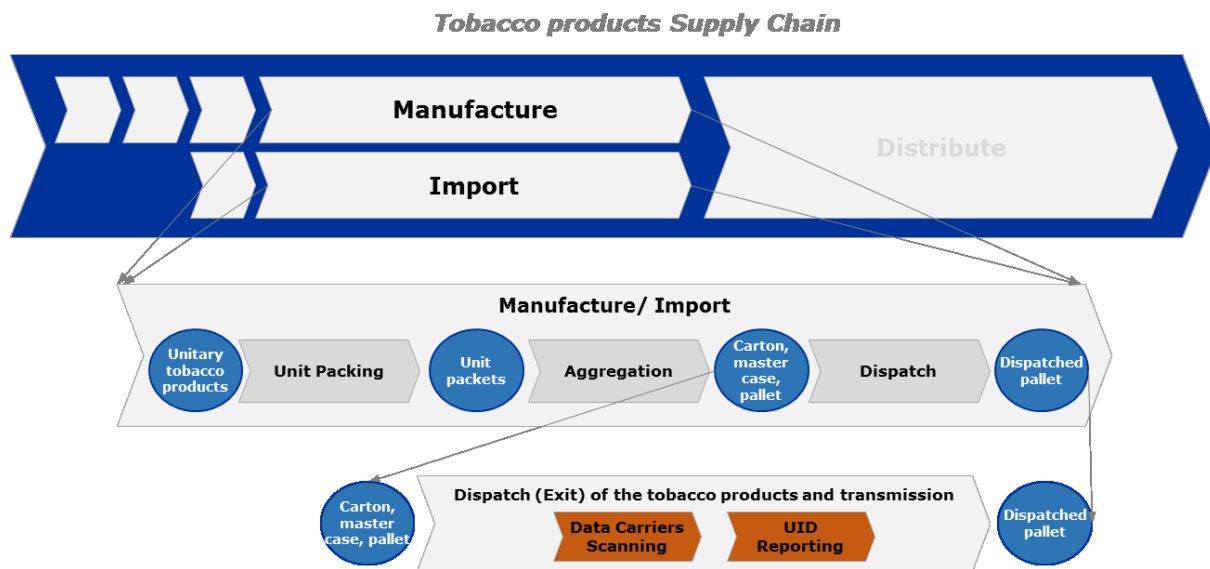 Tobacco products Supply Chain
Manufacture
Distribute
Import
Manufacture/ Import
Unitary
tobacco
products
Unit Packing
Unit
packets
Aggregation
Carton,
master
case,
pallet
Dispatch
Dispatched
pallet
Carton,
master
case, pallet
Dispatch (Exit) of the tobacco products and transmission
Data Carriers
Scanning
UID
Reporting
Dispatched
pallet